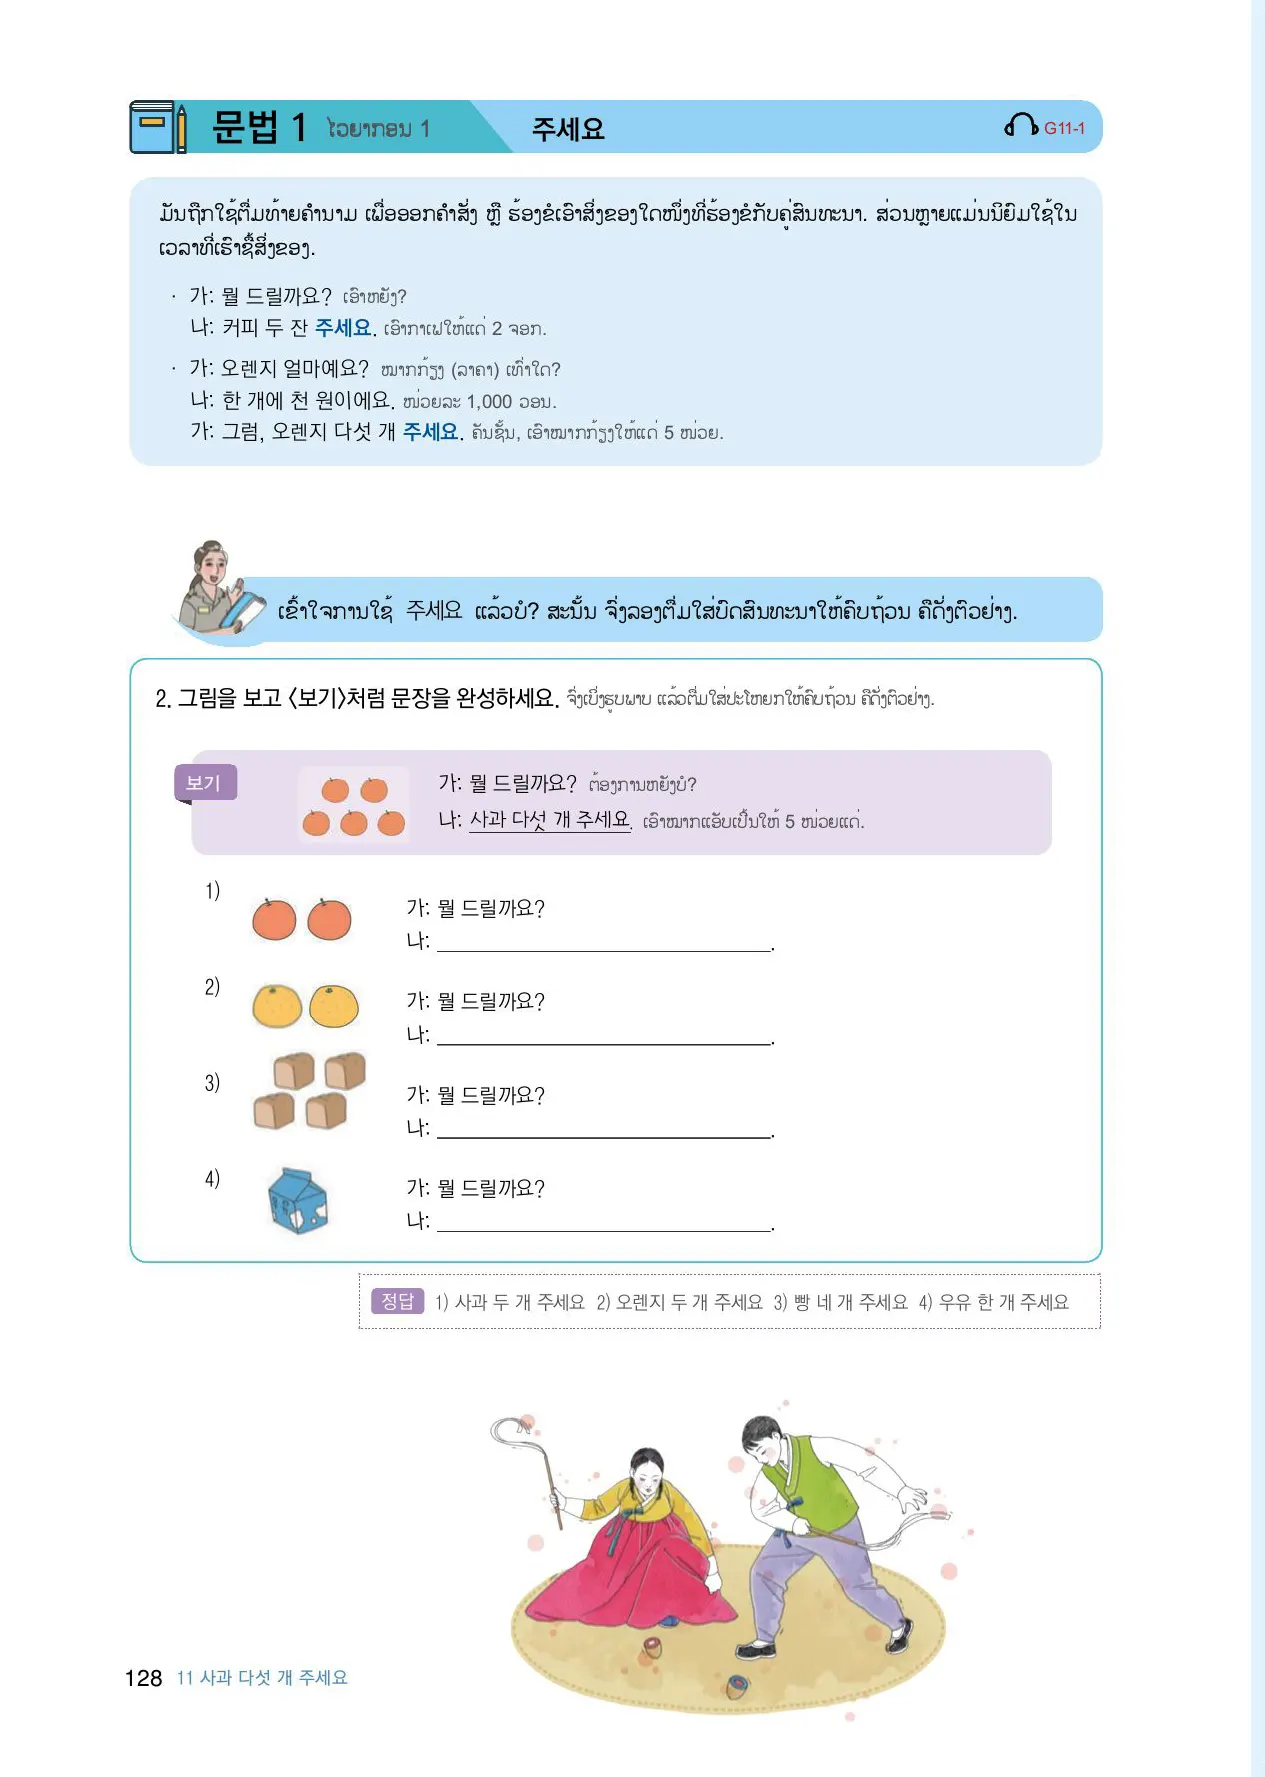 문법 1 ໄວຍາກອນ 1 주세요 G11-1
ມັນຖືກໃຊ້ຕື່ມທ້າຍຄຳນາມ ເພື່ອອອກຄຳສັ່ງ ຫຼື ຮ້ອງຂໍເອົາສິ່ງຂອງໃດໜຶ່ງທີ່ຮ້ອງຂໍກັບຄູ່ສົນທະນາ. ສ່ວນຫຼາຍແມ່ນນິຍົມໃຊ້ໃນ
ເວລາທີ່ເຮົາຊື້ສິ່ງຂອງ.
· 가: 뭘 드릴까요? ເອົາຫຍັງ?
나: 커피 두 잔 주세요. ເອົາກາເຟໃຫ້ແດ່ 2 ຈອກ.
· 가: 오렌지 얼마예요? ໝາກກ້ຽງ (ລາຄາ) ເທົ່າໃດ?
나: 한 개에 천 원이에요. ໜ່ວຍລະ 1,000 ວອນ.
가: 그럼, 오렌지 다섯 개 주세요. ຄັນຊັ້ນ, ເອົາໝາກກ້ຽງໃຫ້ແດ່ 5 ໜ່ວຍ.
ເຂົ້າໃຈການໃຊ້ 주세요 ແລ້ວບໍ? ສະນັ້ນ ຈົ່ງລອງຕື່ມໃສ່ບົດສົນທະນາໃຫ້ຄົບຖ້ວນ ຄືດັ່ງຕົວຢ່າງ.
2. 그림을 보고 〈보기〉처럼 문장을 완성하세요. ຈົ່ງເບິ່ງຮູບພາບ ແລ້ວຕື່ມໃສ່ປະໂຫຍກໃຫ້ຄົບຖ້ວນ ຄືດັ່ງຕົວຢ່າງ.
보기
가: 뭘 드릴까요? ຕ້ອງການຫຍັງບໍ?
나: 사과 다섯 개 주세요. ເອົາໝາກແອັບເປິ້ນໃຫ້ 5 ໜ່ວຍແດ່.
1)
가: 뭘 드릴까요?
나: ______________.
2)
가: 뭘 드릴까요?
나: ______________.
3)
가: 뭘 드릴까요?
나: ______________.
4)
가: 뭘 드릴까요?
나: ______________.
정답 1) 사과 두 개 주세요 2) 오렌지 두 개 주세요 3) 빵 네 개 주세요 4) 우유 한 개 주세요
128 11 사과 다섯 개 주세요